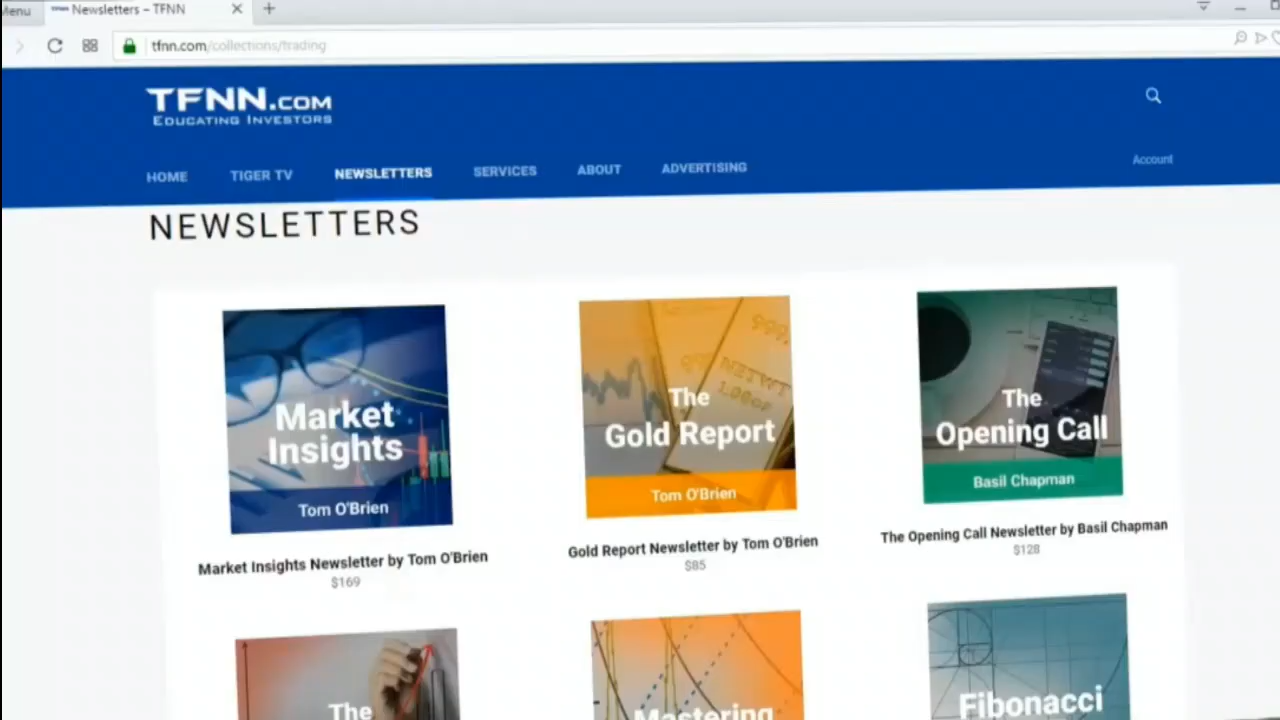 Menu
Newsletters – TFNN
tfnn.com/collections/trading
TFNN.COM
EDUCATING INVESTORS
HOME TIGER TV NEWSLETTERS SERVICES ABOUT ADVERTISING
Account
NEWSLETTERS
Market
Insights
Tom O'Brien
The
Gold Report
Tom O'Brien
The
Opening Call
Basil Chapman
Market Insights Newsletter by Tom O'Brien
$169
Gold Report Newsletter by Tom O'Brien
$85
The Opening Call Newsletter by Basil Chapman
$128
The
Mastering
Fibonacci